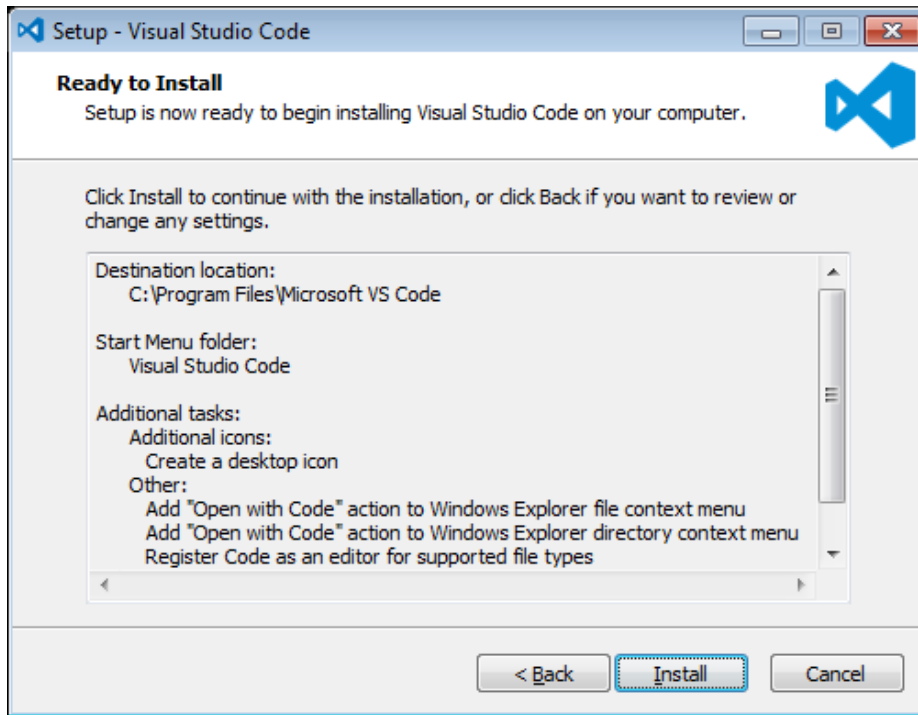 Setup - Visual Studio Code
Ready to Install
Setup is now ready to begin installing Visual Studio Code on your computer.
Click Install to continue with the installation, or click Back if you want to review or
change any settings.
Destination location:
C:\Program Files\Microsoft VS Code
Start Menu folder:
Visual Studio Code
Additional tasks:
Additional icons:
Create a desktop icon
Other:
Add "Open with Code" action to Windows Explorer file context menu
Add "Open with Code" action to Windows Explorer directory context menu
Register Code as an editor for supported file types
< Back
Install
Cancel